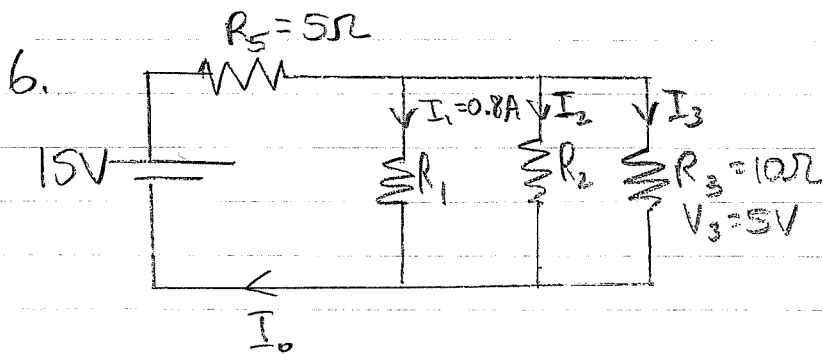 R₅=5Ω
6.
I₁=0.8A
I₂
I₃
15V
R₁
R₂
R₃=10Ω
V₃=5V
I₀